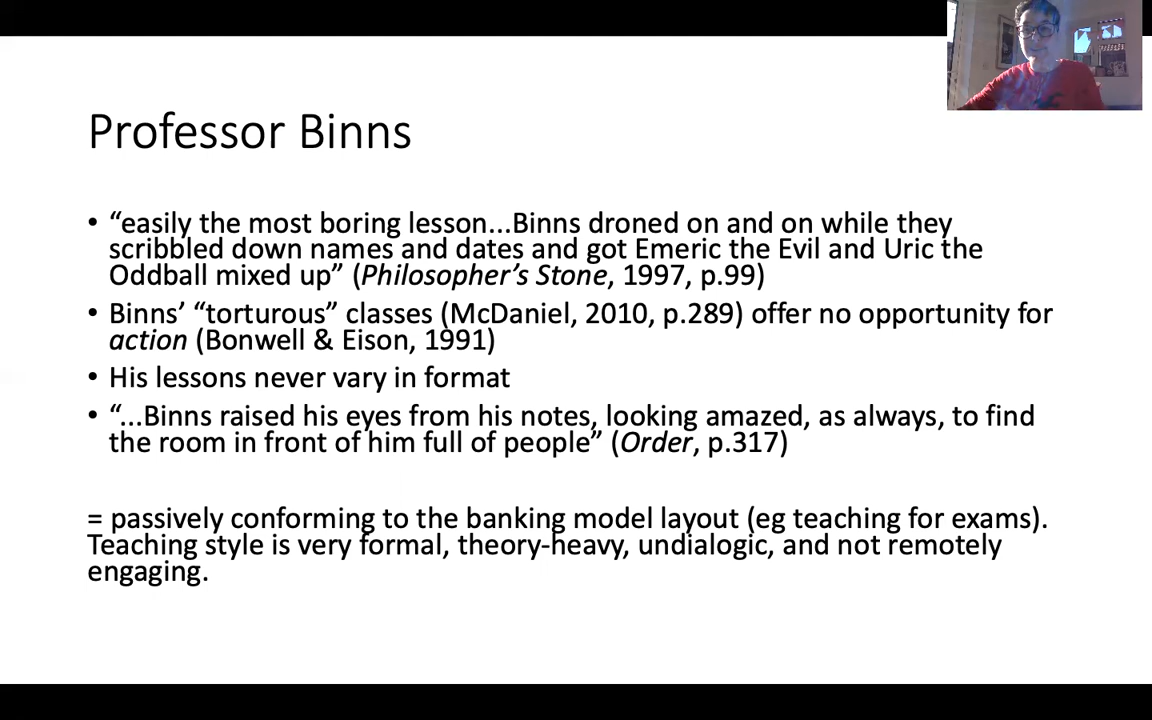 Professor Binns
• “easily the most boring lesson...Binns droned on and on while they
scribbled down names and dates and got Emeric the Evil and Uric the
Oddball mixed up” (Philosopher’s Stone, 1997, p.99)
• Binns’ “torturous” classes (McDaniel, 2010, p.289) offer no opportunity for
action (Bonwell & Eison, 1991)
• His lessons never vary in format
• “...Binns raised his eyes from his notes, looking amazed, as always, to find
the room in front of him full of people” (Order, p.317)
= passively conforming to the banking model layout (eg teaching for exams).
Teaching style is very formal, theory-heavy, undialogic, and not remotely
engaging.